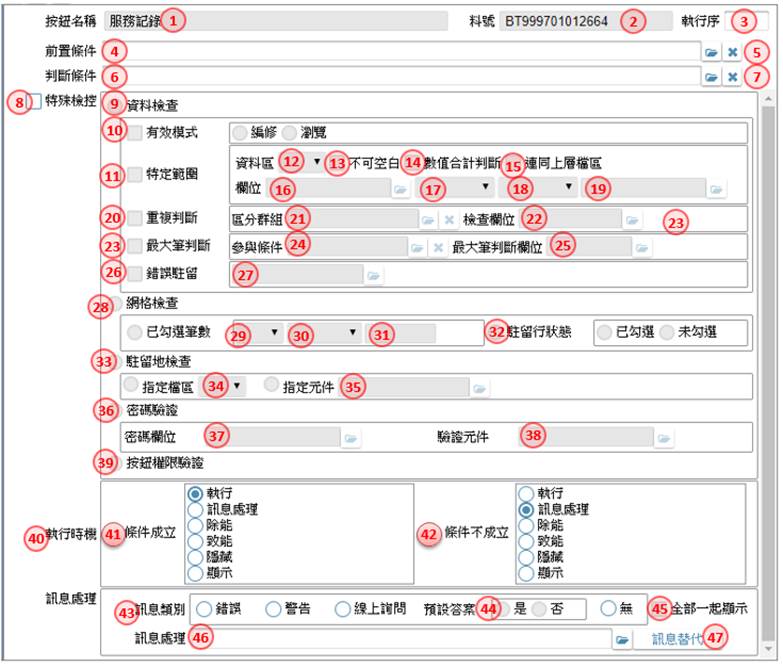 按鈕名稱 服務記錄 1 料號 BT999701012664 2 執行序 3
前置條件 4 5
判斷條件 6 7
8 特殊檢控 9 資料檢查
10 有效模式 編修 瀏覽
11 特定範圍 資料區 12 13 不可空白 14 數值合計判斷 15 連同上層檔區
欄位 16 17 18 19
20 重複判斷 區分群組 21 檢查欄位 22 23
23 最大筆判斷 參與條件 24 最大筆判斷欄位 25
26 錯誤駐留 27
28 網格檢查
已勾選筆數 29 30 31 32 駐留行狀態 已勾選 未勾選
33 駐留地檢查
指定檔區 34 指定元件 35
36 密碼驗證
密碼欄位 37 驗證元件 38
39 按鈕權限驗證
40 執行時機 41 條件成立 執行 訊息處理 除能 致能 隱藏 顯示 42 條件不成立 執行 訊息處理 除能 致能 隱藏 顯示
訊息處理 43 訊息類別 錯誤 警告 線上詢問 預設答案 44 是 否 無 45 全部一起顯示
訊息處理 46 訊息替代 47